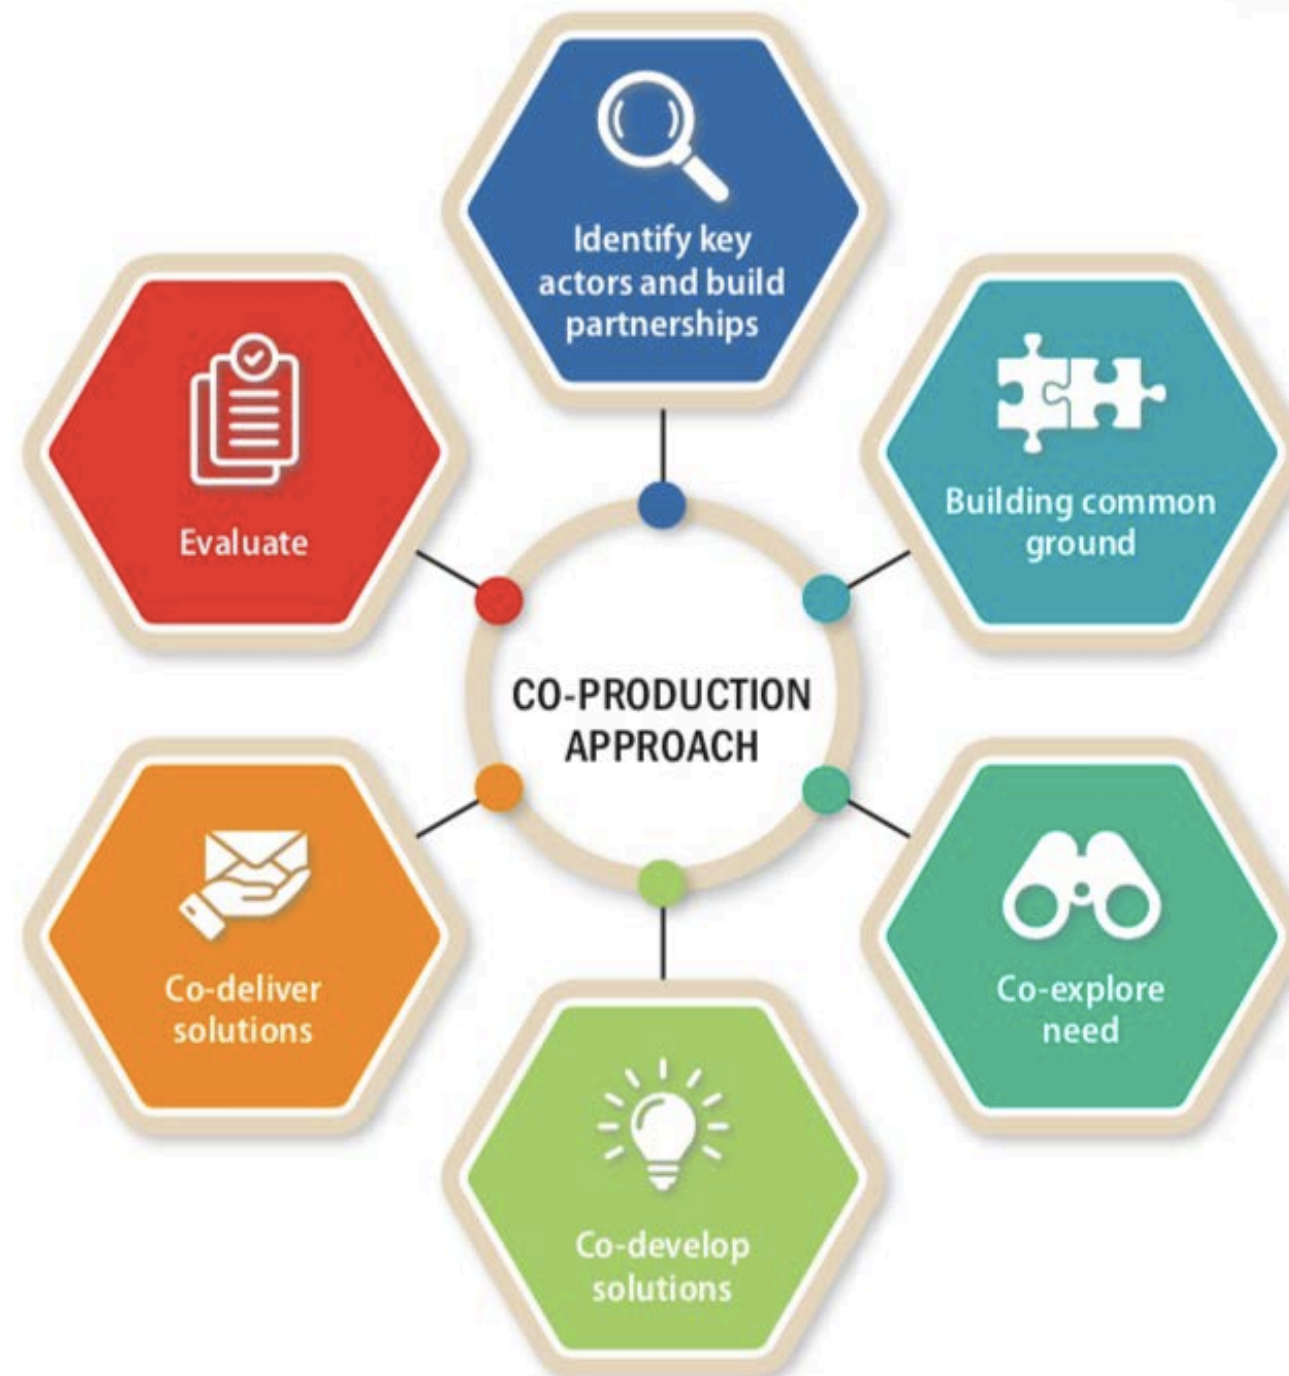 Identify key
actors and build
partnerships
Building common
ground
Co-explore
need
Co-develop
solutions
Co-deliver
solutions
Evaluate
CO-PRODUCTION
APPROACH